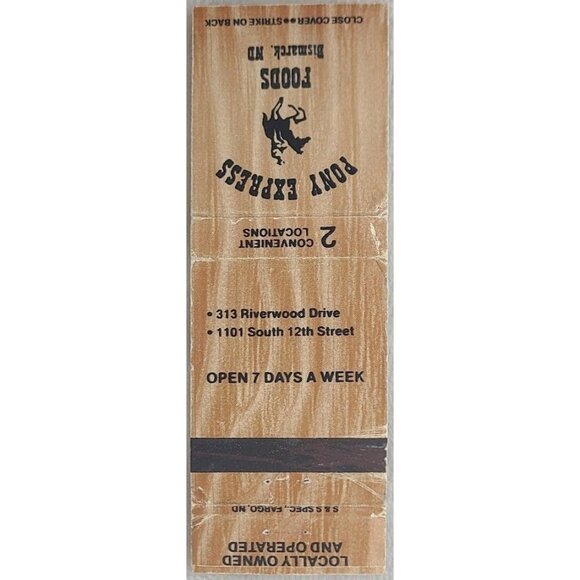 CLOSE COVER●●STRIKE ON BACK
PONY EXPRESS
FOODS
Bismarck, ND
2 CONVENIENT
LOCATIONS
• 313 Riverwood Drive
• 1101 South 12th Street
OPEN 7 DAYS A WEEK
S & S SPEC., FARGO, ND
LOCALLY OWNED
AND OPERATED